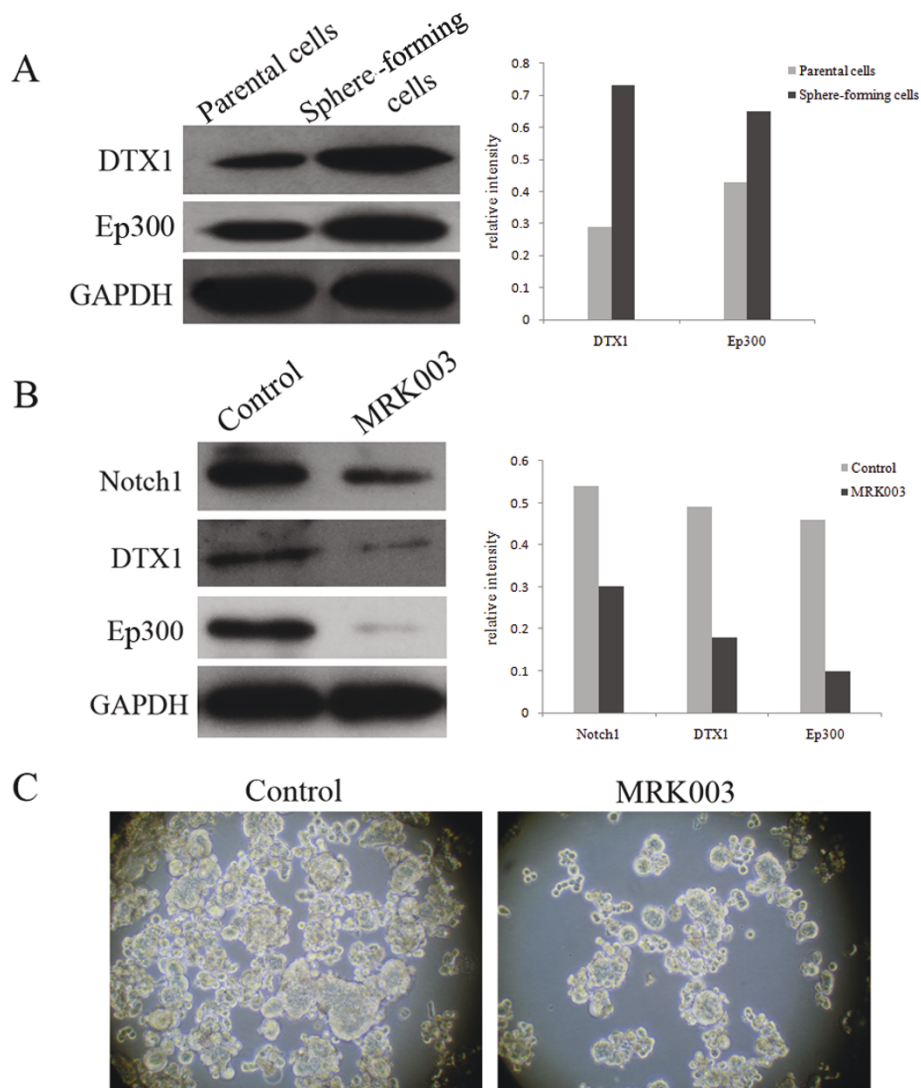 A
Parental cells
Sphere-forming
cells
DTX1
Ep300
GAPDH
Parental cells
Sphere-forming cells
relative intensity
0.8
0.7
0.6
0.5
0.4
0.3
0.2
0.1
0
DTX1
Ep300
B
Control
MRK003
Notch1
DTX1
Ep300
GAPDH
Control
MRK003
relative intensity
0.6
0.5
0.4
0.3
0.2
0.1
0
Notch1
DTX1
Ep300
C
Control
MRK003